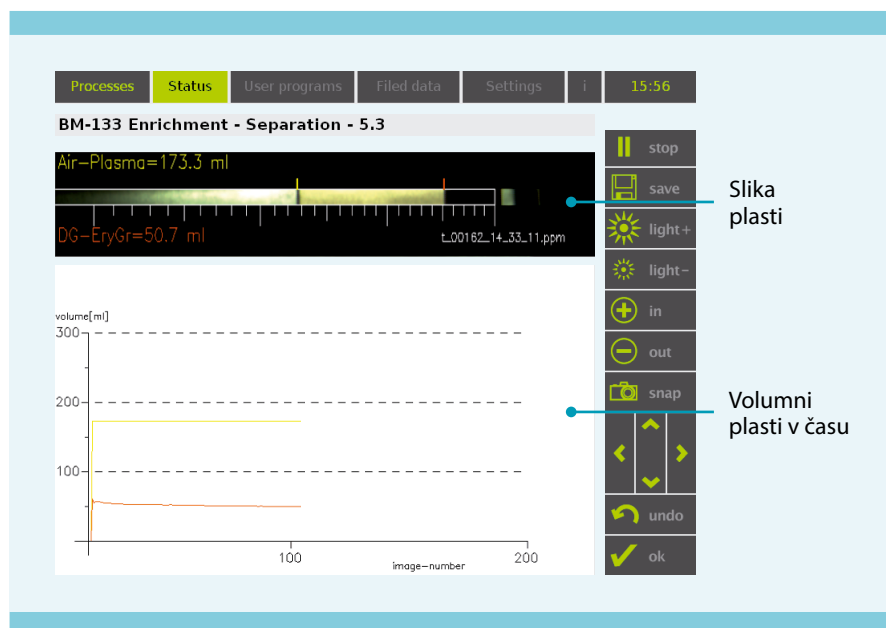 Processes Status User programs Filed data Settings i 15:56
BM-133 Enrichment - Separation - 5.3
Air-Plasma=173.3 ml
DG-EryGr=50.7 ml
t_00162_14_33_11.ppm
stop
save
light+
light-
in
out
snap
undo
ok
Slika
plasti
volume[ml]
300
200
100
100
200
image-number
Volumni
plasti v času